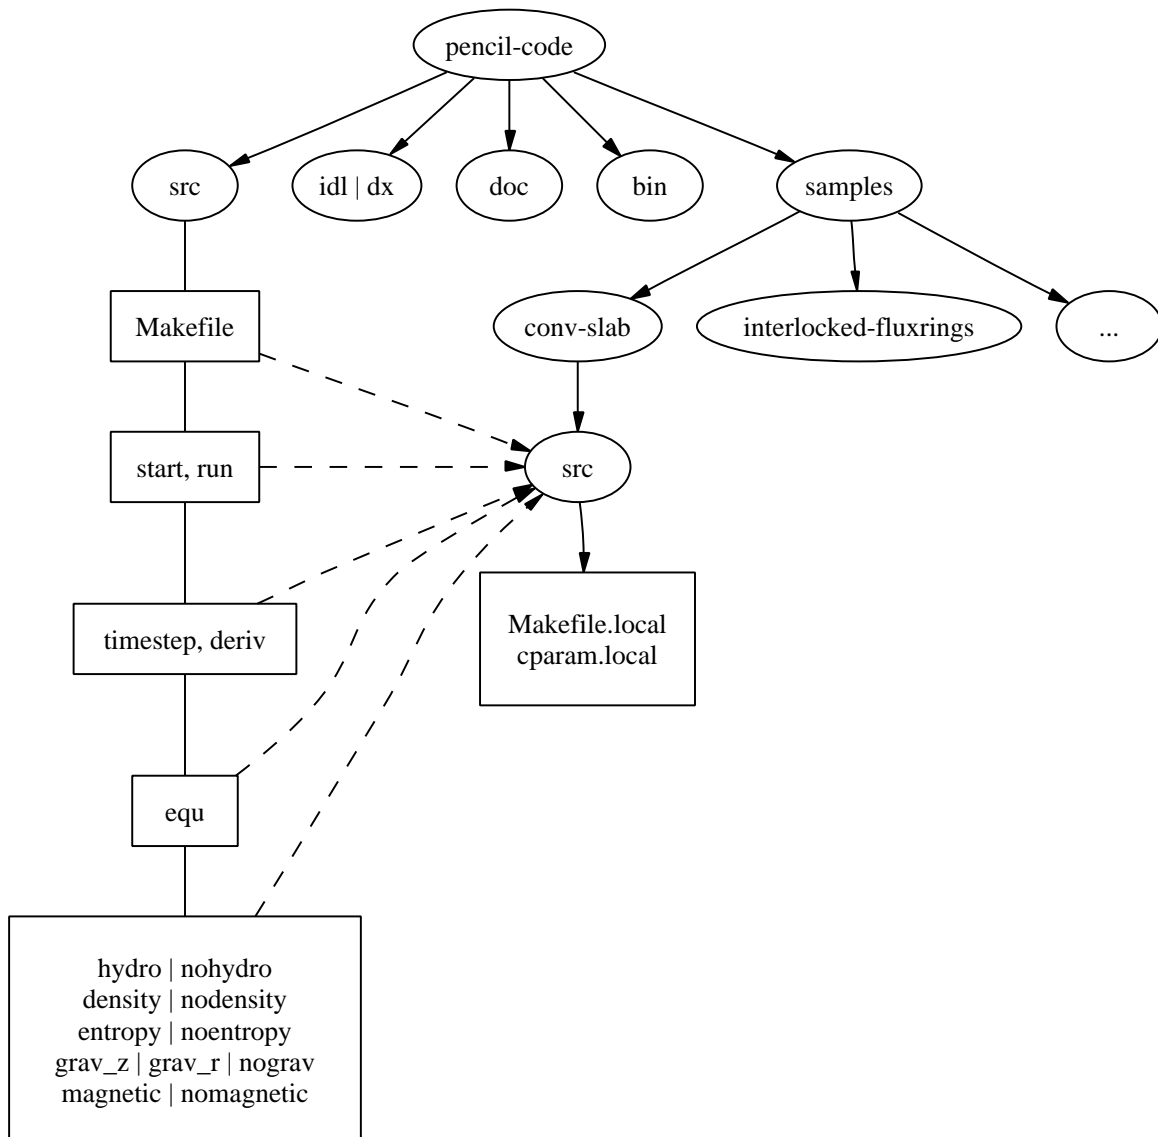 pencil-code
src
idl | dx
doc
bin
samples
Makefile
conv-slab
interlocked-fluxrings
...
start, run
src
timestep, deriv
Makefile.local
cparam.local
equ
hydro | nohydro
density | nodensity
entropy | noentropy
grav_z | grav_r | nograv
magnetic | nomagnetic